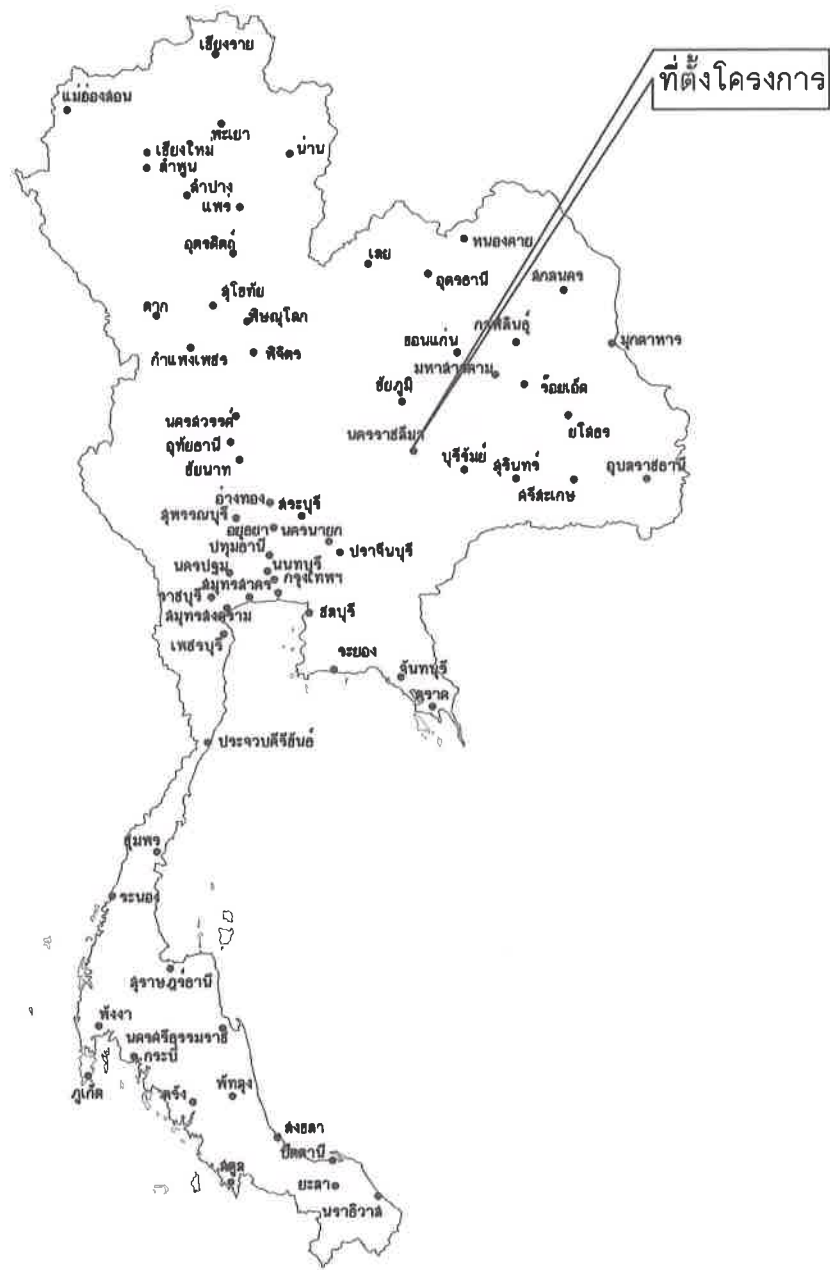 เชียงราย
ที่ตั้งโครงการ
แม่ฮ่องสอน
พะเยา
เชียงใหม่
น่าน
ลำพูน
ลำปาง
แพร่
อุตรดิตถ์
หนองคาย
เลย
อุดรธานี
สกลนคร
สุโขทัย
ตาก
พิษณุโลก
กาฬสินธุ์
มุกดาหาร
ขอนแก่น
กำแพงเพชร
พิจิตร
มหาสารคาม
ร้อยเอ็ด
ชัยภูมิ
ยโสธร
นครสวรรค์
นครราชสีมา
อุทัยธานี
ชัยนาท
บุรีรัมย์
สุรินทร์
อุบลราชธานี
ศรีสะเกษ
อ่างทอง
สระบุรี
สุพรรณบุรี
อยุธยา
นครนายก
ปทุมธานี
ปราจีนบุรี
นครปฐม
นนทบุรี
สมุทรสาคร
กรุงเทพฯ
ราชบุรี
สมุทรสงคราม
ชลบุรี
เพชรบุรี
ระยอง
จันทบุรี
ตราด
ประจวบคีรีขันธ์
ชุมพร
ระนอง
สุราษฎร์ธานี
พังงา
นครศรีธรรมราช
กระบี่
ภูเก็ต
ตรัง
พัทลุง
สงขลา
ปัตตานี
สตูล
ยะลา
นราธิวาส